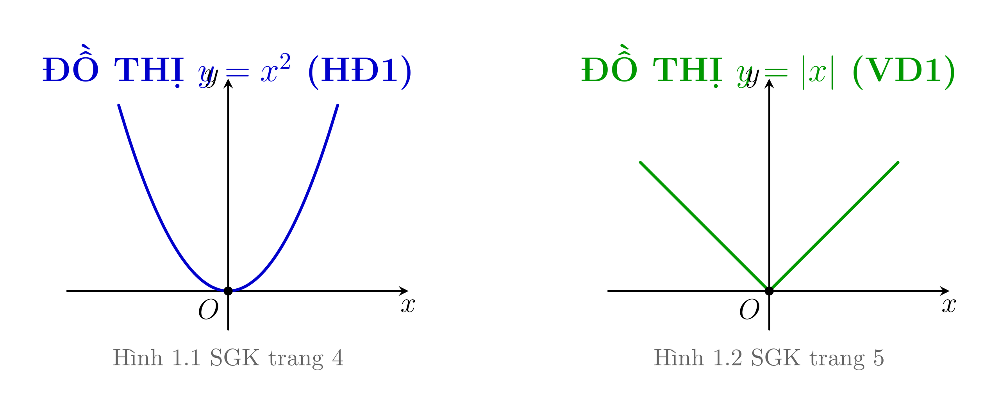 ĐỒ THỊ y = x² (HĐ1)
y
O
x
Hình 1.1 SGK trang 4
ĐỒ THỊ y = |x| (VD1)
y
O
x
Hình 1.2 SGK trang 5